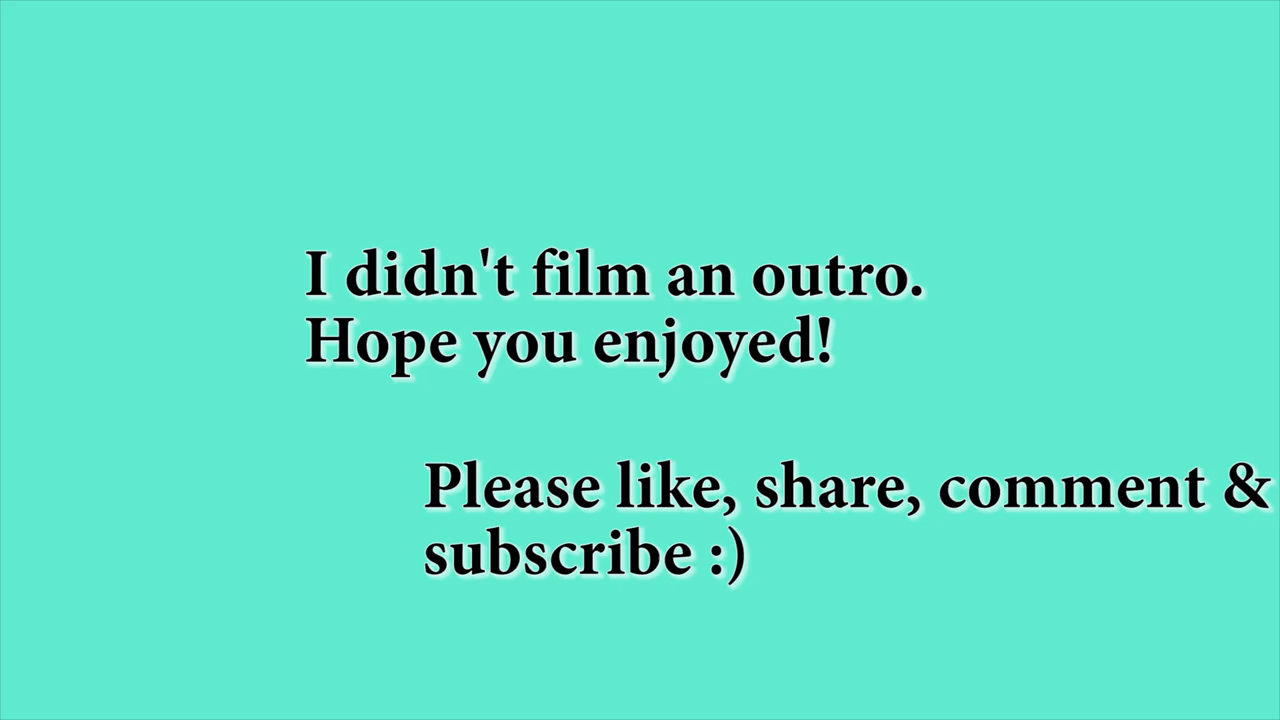 I didn't film an outro.
Hope you enjoyed!
Please like, share, comment &
subscribe :)